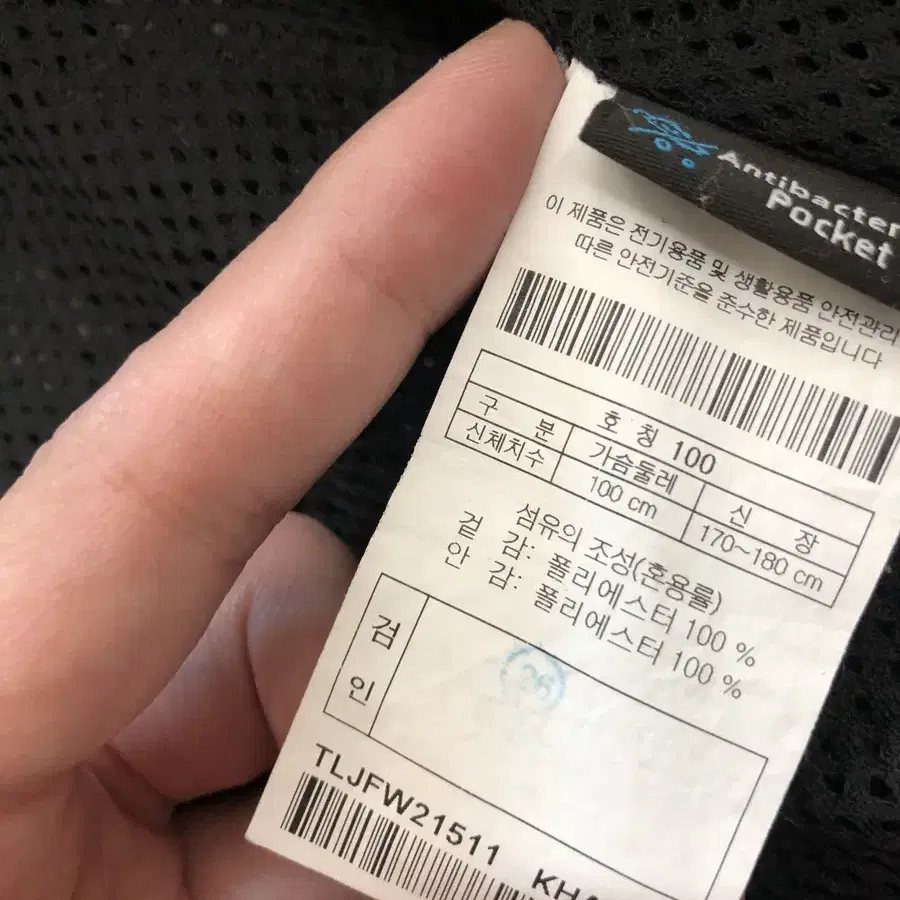 Antibacter
Pocket
이 제품은 전기용품 및 생활용품 안전관리
따른 안전기준을 준수한 제품입니다
호 칭 100
구 분 가슴둘레 신 장
신체치수 100 cm 170~180 cm
섬유의 조성(혼용률)
겉 감: 폴리에스터 100 %
안 감: 폴리에스터 100 %
검
인
TLJFW21511 KHA